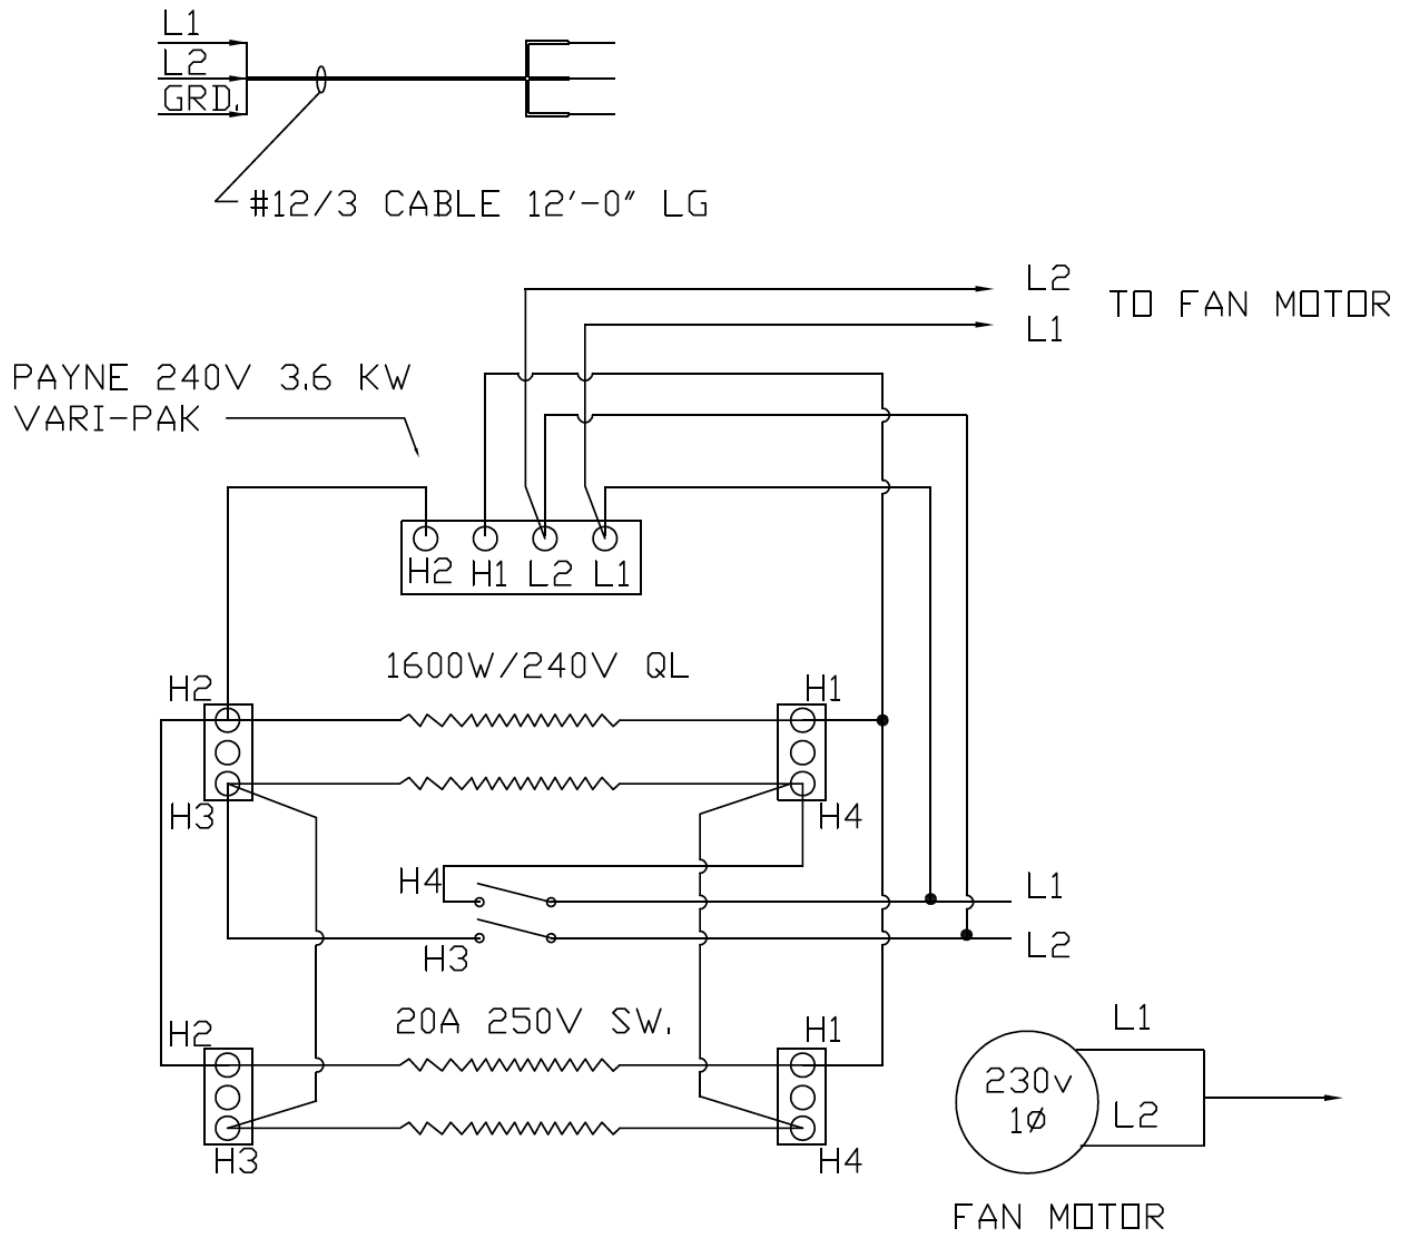 L1
L2
GRD.
#12/3 CABLE 12'-0" LG
L2
TO FAN MOTOR
L1
PAYNE 240V 3.6 KW
VARI-PAK
H2 H1 L2 L1
1600W/240V QL
H2
H1
H3
H4
H4
L1
H3
L2
20A 250V SW.
H2
H1
H3
H4
L1
230v
1ø
L2
FAN MOTOR